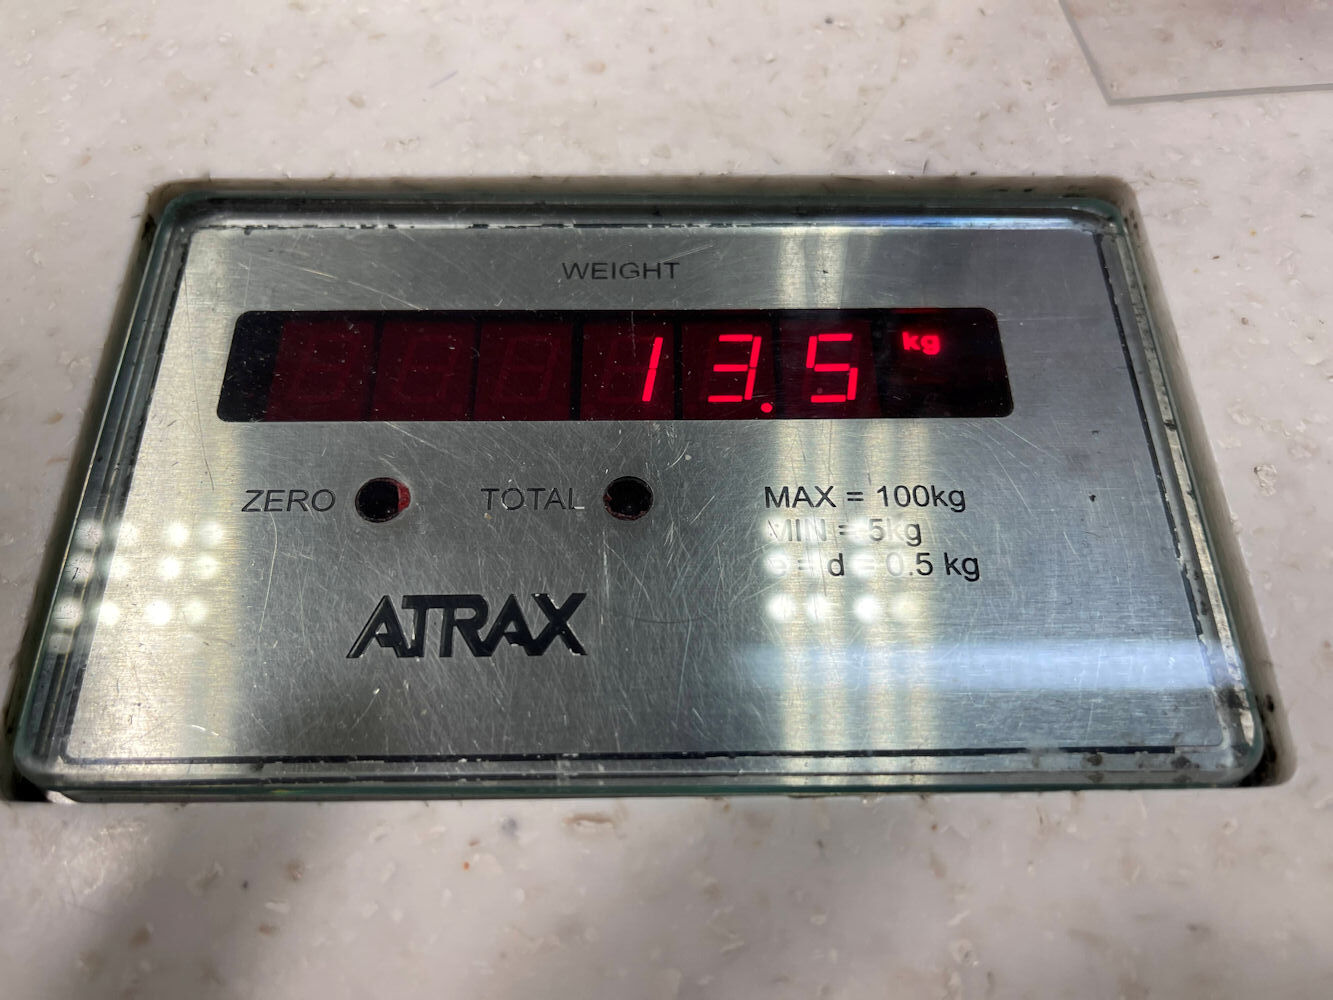 WEIGHT
13.5 kg
ZERO TOTAL MAX = 100kg
MIN = 5kg
e = d = 0.5 kg
ATRAX